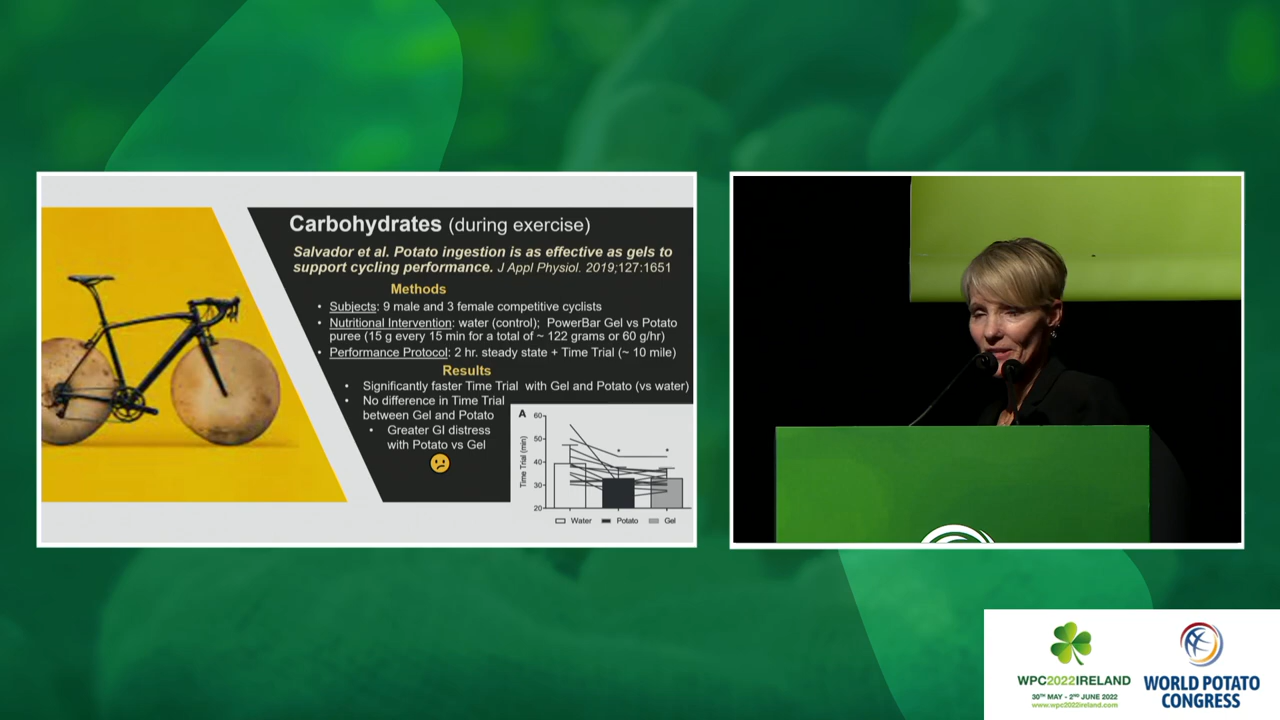 Carbohydrates (during exercise)
Salvador et al. Potato ingestion is as effective as gels to
support cycling performance. J Appl Physiol. 2019;127:1651
Methods
• Subjects: 9 male and 3 female competitive cyclists
• Nutritional Intervention: water (control); PowerBar Gel vs Potato
puree (15 g every 15 min for a total of ~ 122 grams or 60 g/hr)
• Performance Protocol: 2 hr. steady state + Time Trial (~ 10 mile)
Results
• Significantly faster Time Trial with Gel and Potato (vs water)
• No difference in Time Trial
between Gel and Potato
• Greater GI distress
with Potato vs Gel
A
60
50
40
30
20
Time Trial (min)
* *
Water Potato Gel
WPC2022IRELAND
30TH MAY - 2ND JUNE 2022
www.wpc2022ireland.com
WORLD POTATO
CONGRESS